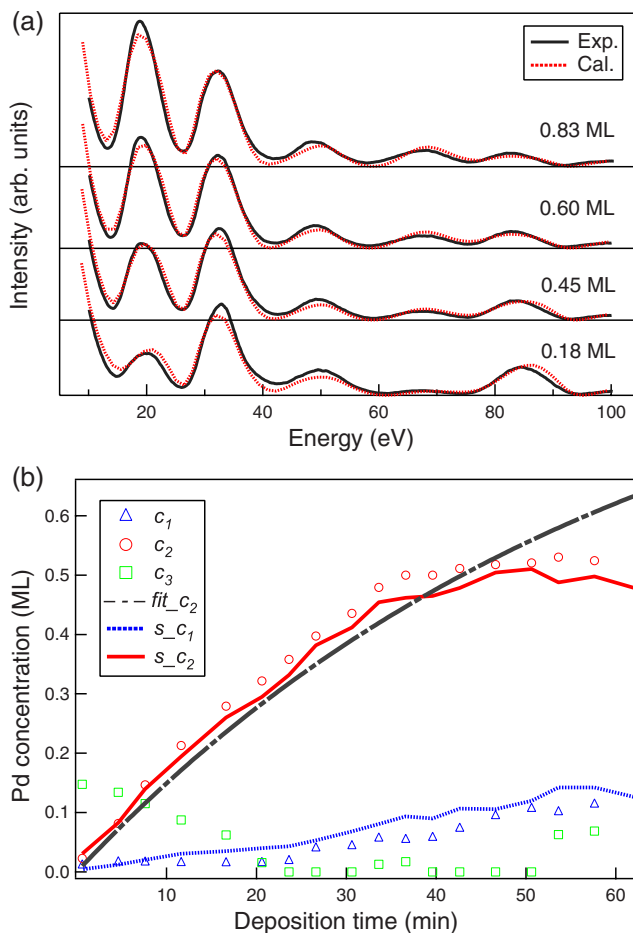 (a)
Intensity (arb. units)
Exp.
Cal.
0.83 ML
0.60 ML
0.45 ML
0.18 ML
20 40 60 80 100
Energy (eV)
(b)
Pd concentration (ML)
0.6
0.5
0.4
0.3
0.2
0.1
0.0
c₁
c₂
c₃
fit_c₂
s_c₁
s_c₂
10 20 30 40 50 60
Deposition time (min)